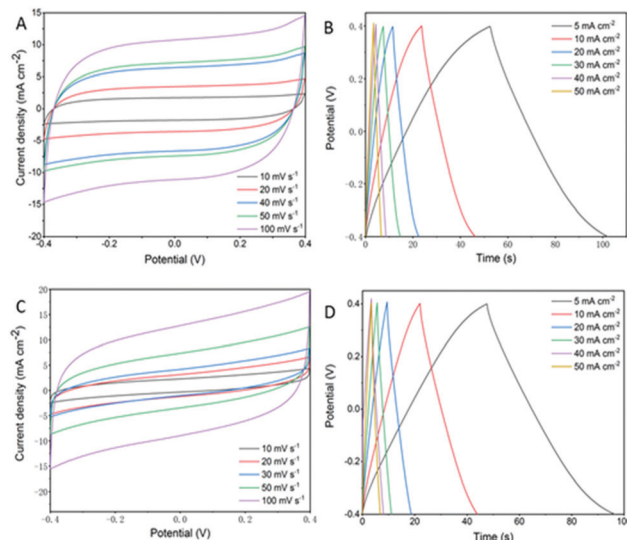 A
Current density (mA cm⁻²)
15
10
5
0
-5
-10
-15
-20
-0.4
-0.2
0.0
0.2
0.4
Potential (V)
10 mV s⁻¹
20 mV s⁻¹
40 mV s⁻¹
50 mV s⁻¹
100 mV s⁻¹
B
Potential (V)
0.4
0.2
0.0
-0.2
-0.4
0
20
40
60
80
100
Time (s)
5 mA cm⁻²
10 mA cm⁻²
20 mA cm⁻²
30 mA cm⁻²
40 mA cm⁻²
50 mA cm⁻²
C
Current density (mA cm⁻²)
20
15
10
5
0
-5
-10
-15
-20
-0.4
-0.2
0.0
0.2
0.4
Potential (V)
10 mV s⁻¹
20 mV s⁻¹
30 mV s⁻¹
50 mV s⁻¹
100 mV s⁻¹
D
Potential (V)
0.4
0.2
0.0
-0.2
-0.4
0
20
40
60
80
100
Time (s)
5 mA cm⁻²
10 mA cm⁻²
20 mA cm⁻²
30 mA cm⁻²
40 mA cm⁻²
50 mA cm⁻²